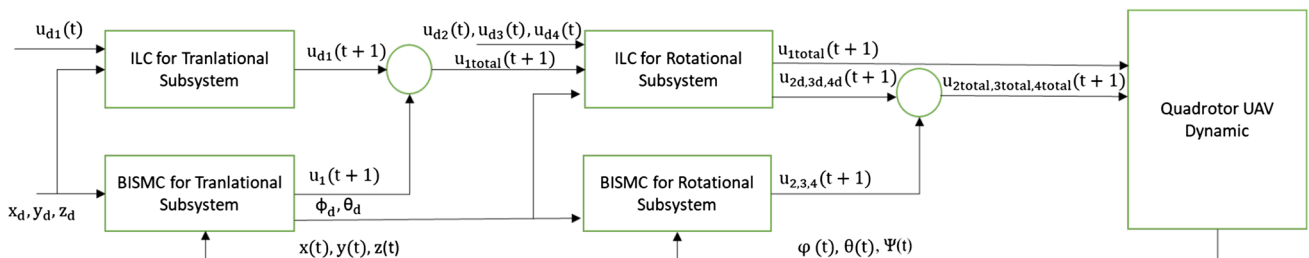 u_d1(t)
ILC for Tranlational
Subsystem
u_d1(t+1)
u_d2(t), u_d3(t), u_d4(t)
u_1total(t+1)
ILC for Rotational
Subsystem
u_1total(t+1)
u_2d,3d,4d(t+1)
u_2total,3total,4total(t+1)
Quadrotor UAV
Dynamic
x_d, y_d, z_d
BISMC for Tranlational
Subsystem
u_1(t+1)
ϕ_d, θ_d
BISMC for Rotational
Subsystem
u_2,3,4(t+1)
x(t), y(t), z(t)
φ (t), θ(t), Ψ(t)